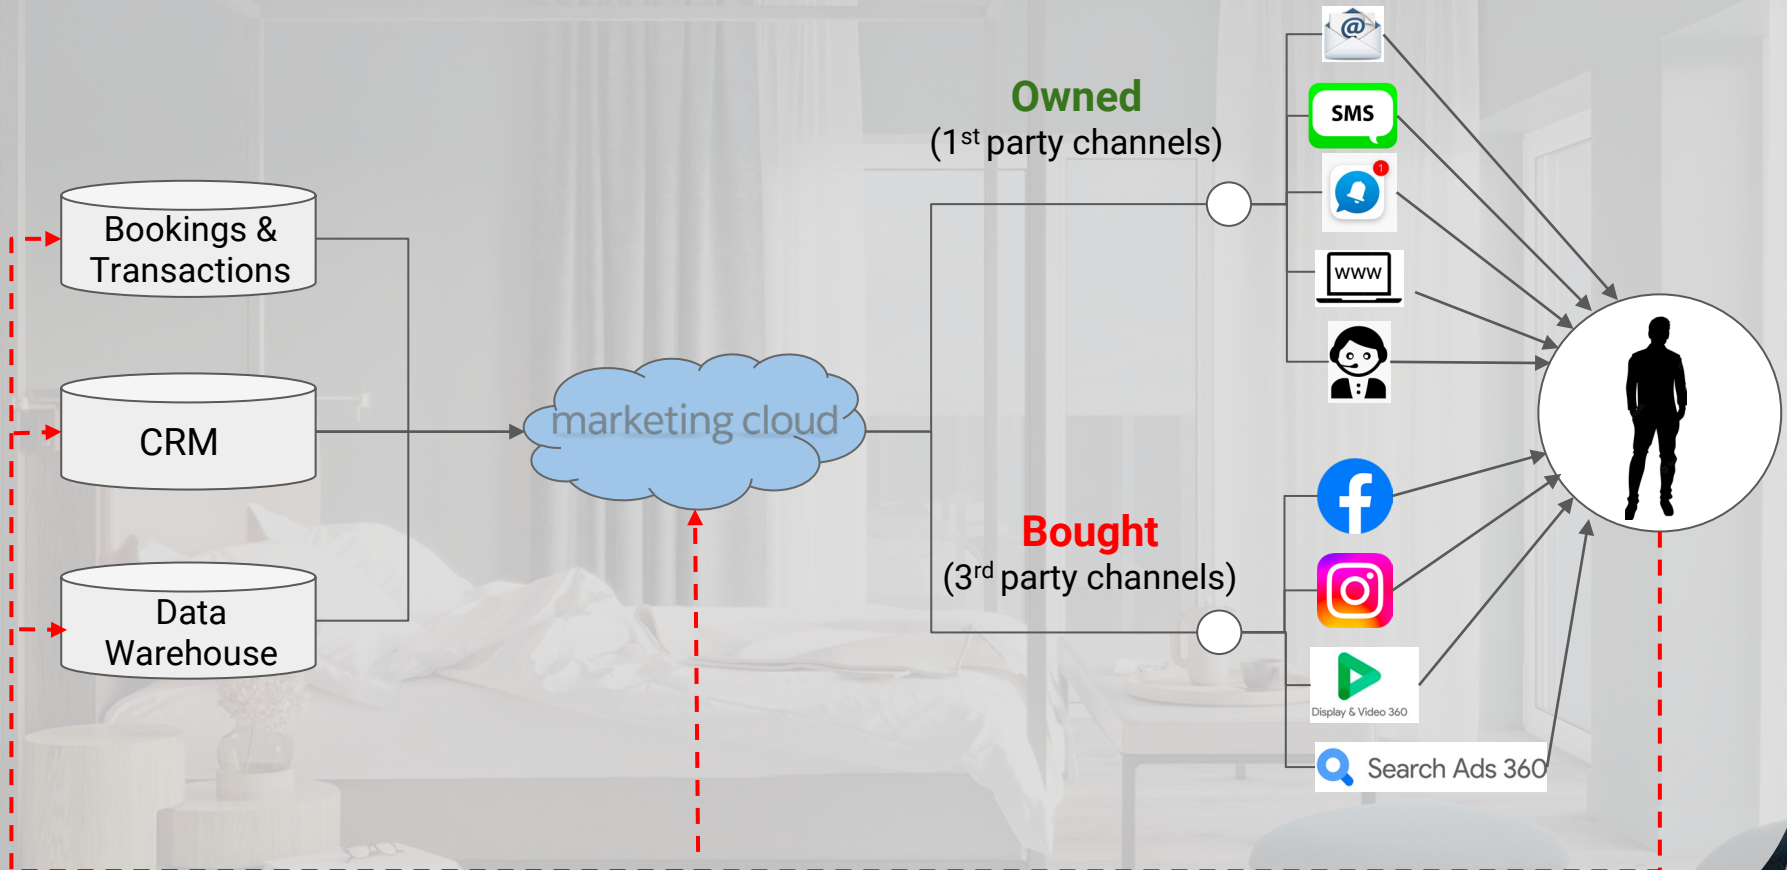 @
SMS
1
www
Owned
(1st party channels)
Bookings &
Transactions
CRM
Data
Warehouse
marketing cloud
Bought
(3rd party channels)
Display & Video 360
Search Ads 360